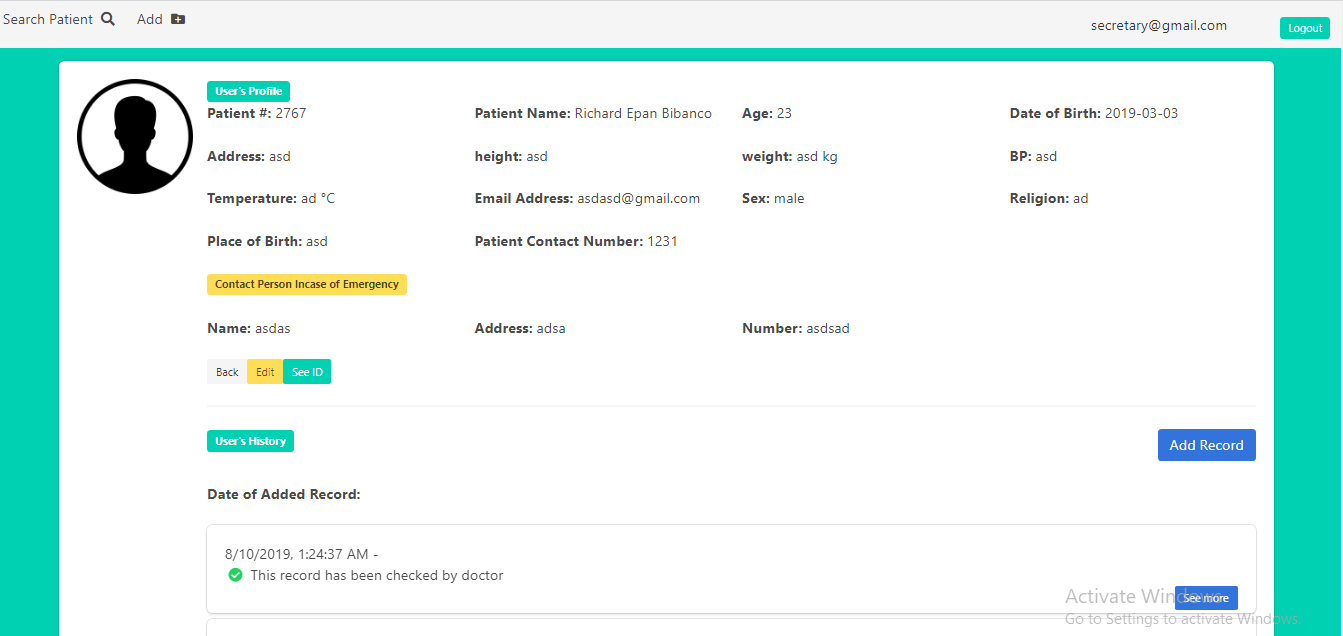 Search Patient Add secretary@gmail.com Logout
User's Profile
Patient #: 2767 Patient Name: Richard Epan Bibanco Age: 23 Date of Birth: 2019-03-03
Address: asd height: asd weight: asd kg BP: asd
Temperature: ad °C Email Address: asdasd@gmail.com Sex: male Religion: ad
Place of Birth: asd Patient Contact Number: 1231
Contact Person Incase of Emergency
Name: asdas Address: adsa Number: asdsad
Back Edit See ID
User's History Add Record
Date of Added Record:
8/10/2019, 1:24:37 AM -
This record has been checked by doctor
See more
Activate Windows
Go to Settings to activate Windows.